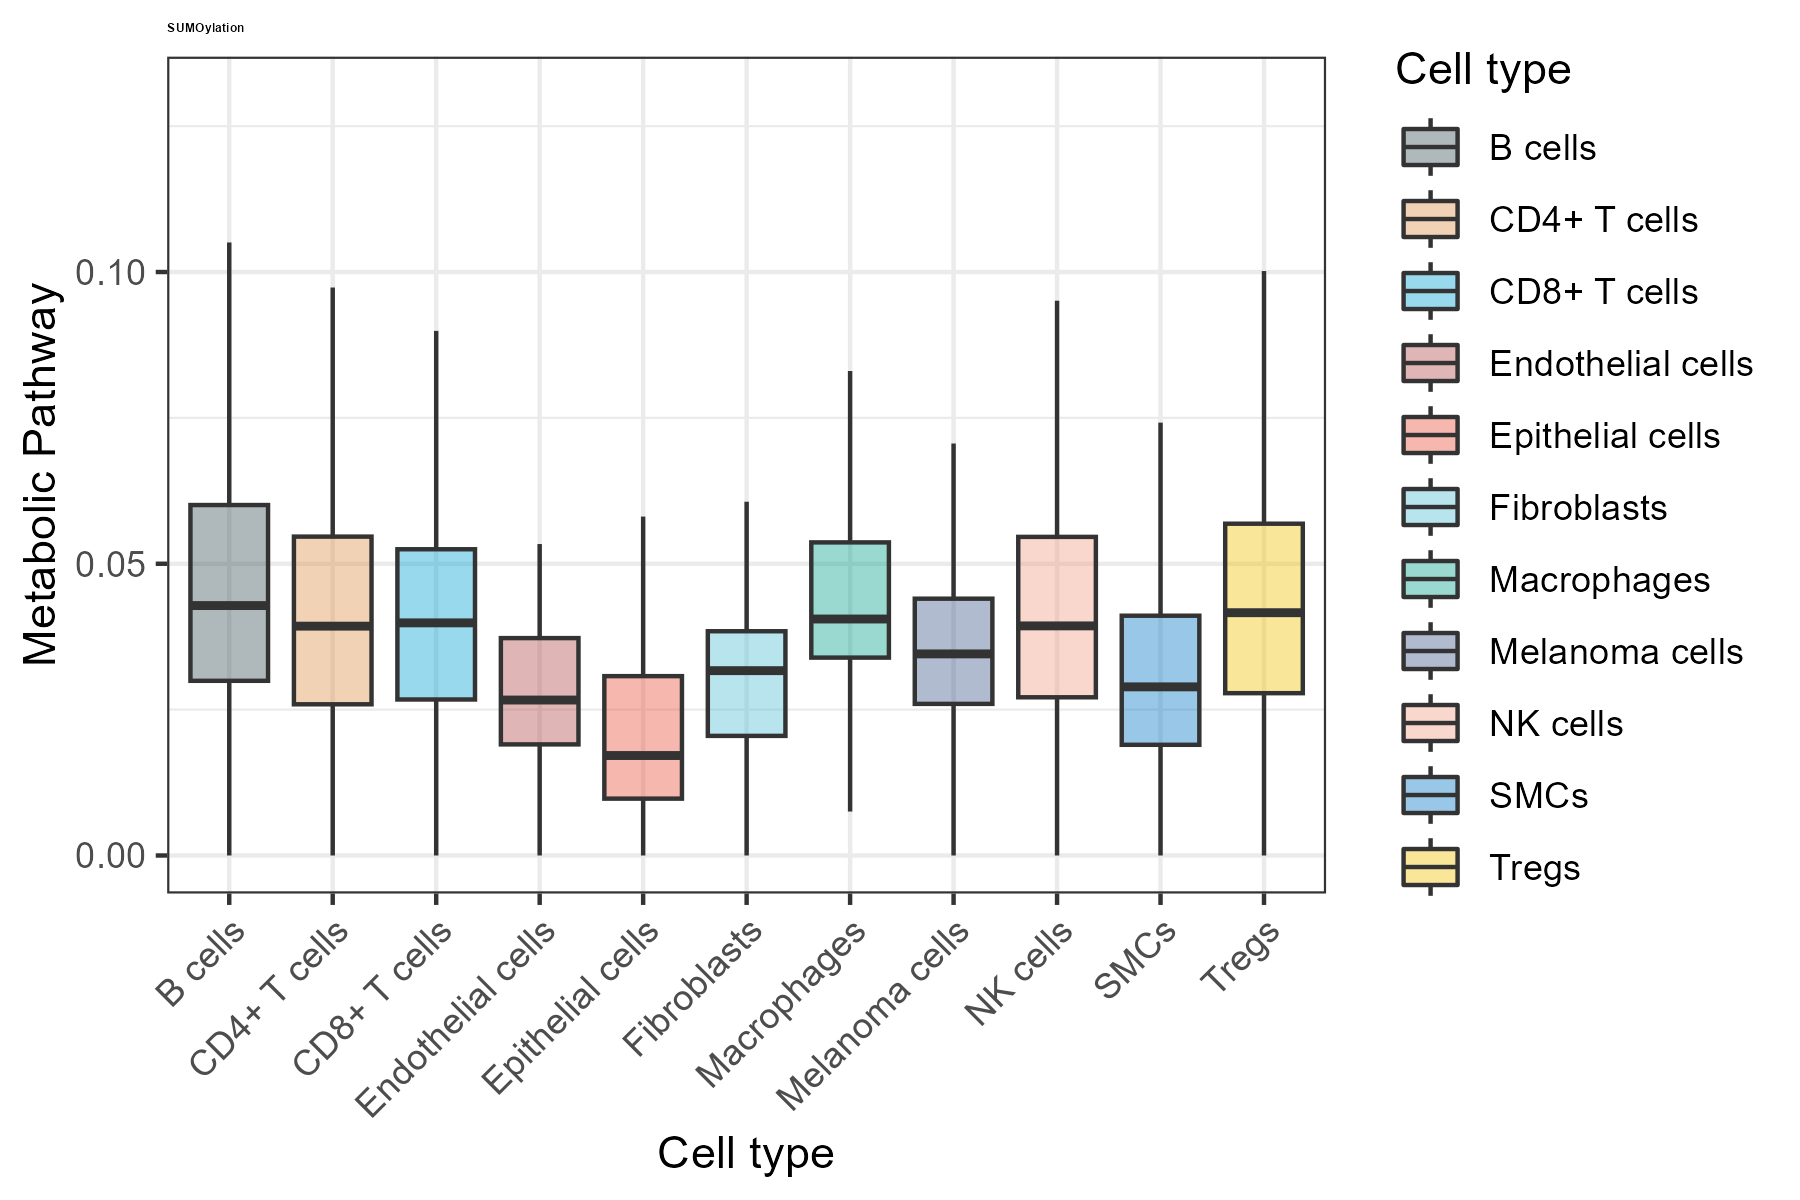 SUMOylation
Metabolic Pathway
0.10
0.05
0.00
B cells
CD4+ T cells
CD8+ T cells
Endothelial cells
Epithelial cells
Fibroblasts
Macrophages
Melanoma cells
NK cells
SMCs
Tregs
Cell type
Cell type
B cells
CD4+ T cells
CD8+ T cells
Endothelial cells
Epithelial cells
Fibroblasts
Macrophages
Melanoma cells
NK cells
SMCs
Tregs